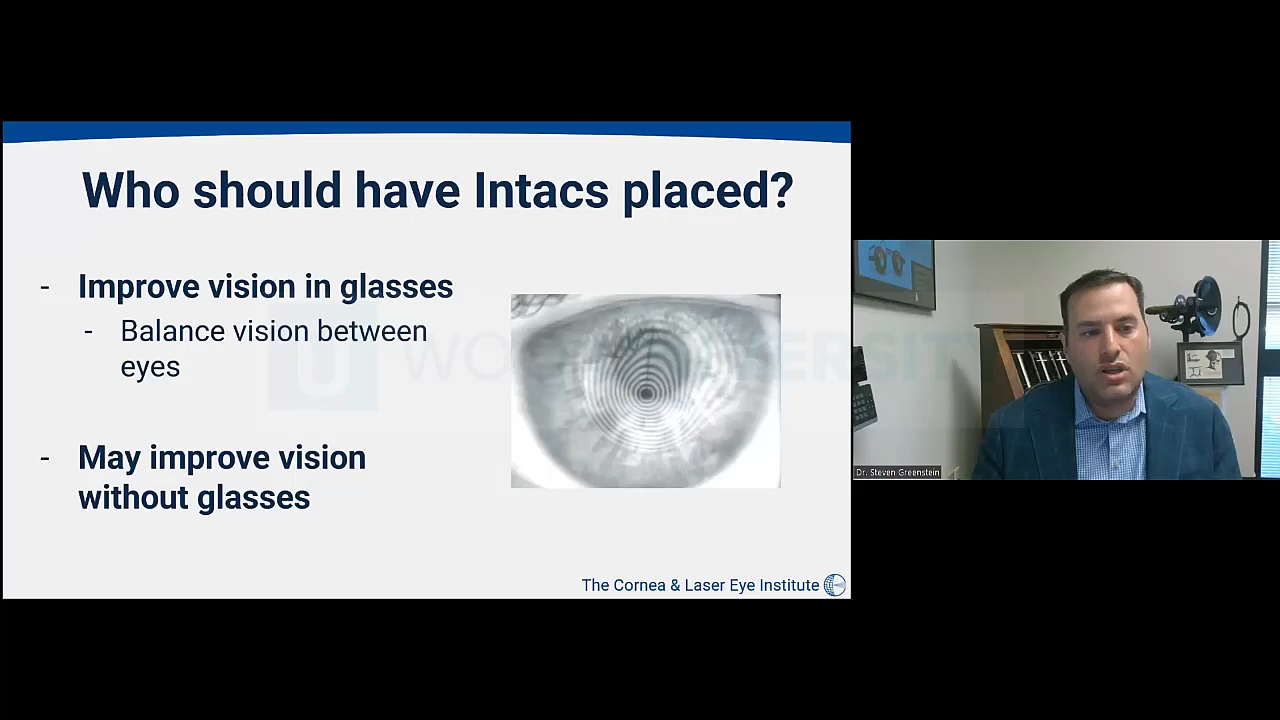 Who should have Intacs placed?
- Improve vision in glasses
- Balance vision between
eyes
- May improve vision
without glasses
The Cornea & Laser Eye Institute
Dr. Steven Greenstein